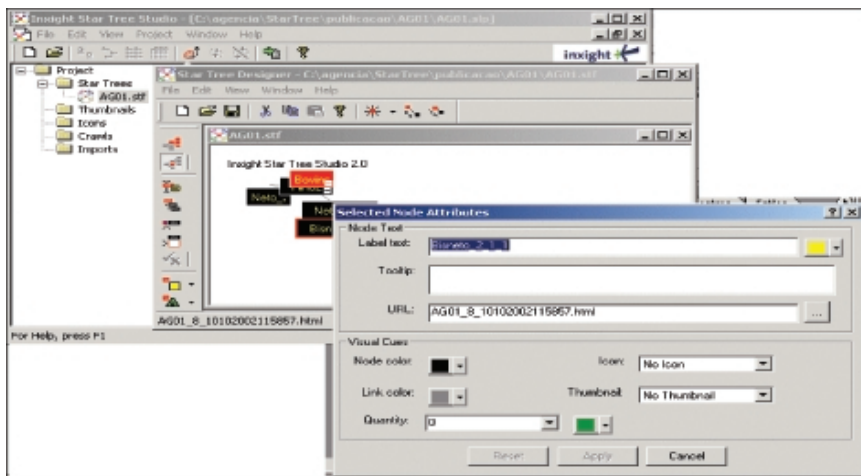 Inxight Star Tree Studio - [C:\agencia\StarTree\publicacao\AG01\AG01.
File Edit View Project Window Help
inxight
Project
Star Trees
AG01.stf
Thumbnails
Icons
Crawls
Imports
Star Tree Designer - C:\agencia\StarTree\publicacao\AG01\AG01.stf
File Edit View Window Help
AG01.stf
Inxight Star Tree Studio 2.0
Bovino
Neto
Net
Bisn
AG01_8_10102002115857.html
For Help, press F1
Selected Node Attributes
Node Text
Label text: Bisneto_2_1_1
Tooltip:
URL: AG01_8_10102002115857.html ...
Visual Cues
Node color: Icon: No Icon
Link color: Thumbnail: No Thumbnail
Quantity: 0
Reset Apply Cancel